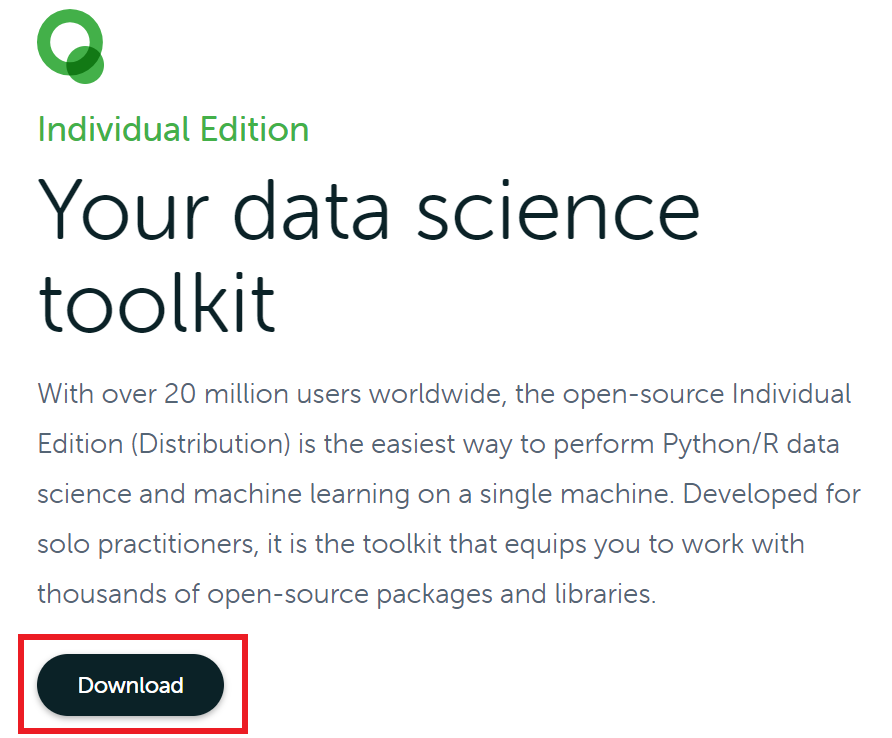 Individual Edition
Your data science
toolkit
With over 20 million users worldwide, the open-source Individual
Edition (Distribution) is the easiest way to perform Python/R data
science and machine learning on a single machine. Developed for
solo practitioners, it is the toolkit that equips you to work with
thousands of open-source packages and libraries.
Download